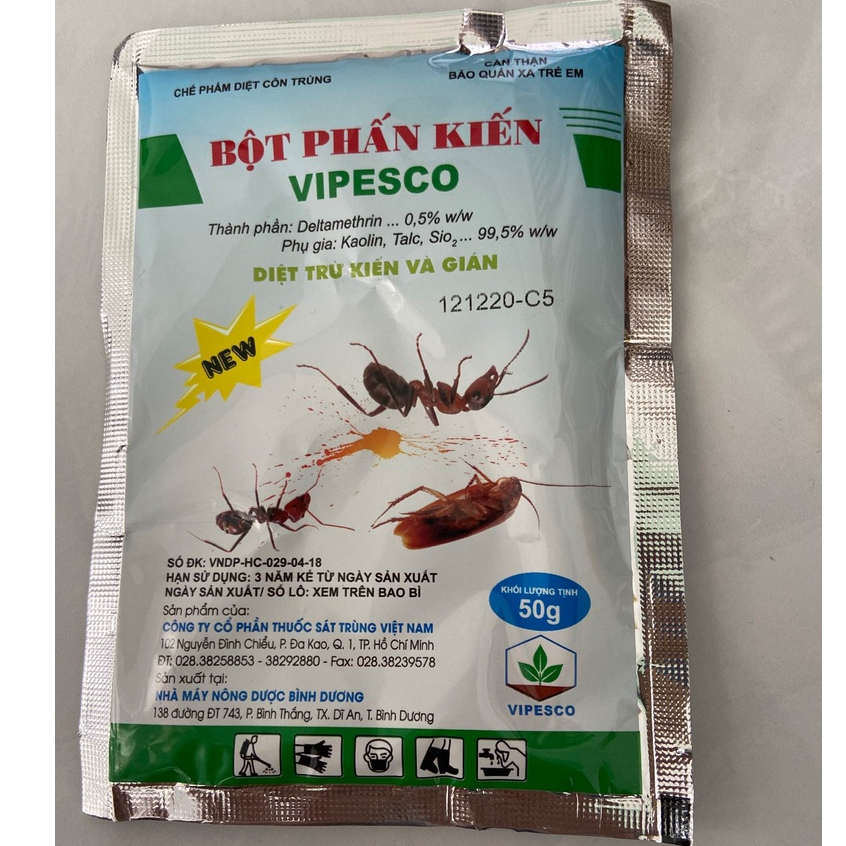 CHẾ PHẨM DIỆT CÔN TRÙNG
CẨN THẬN
BẢO QUẢN XA TRẺ EM
BỘT PHẤN KIẾN
VIPESCO
Thành phần: Deltamethrin ... 0,5% w/w
Phụ gia: Kaolin, Talc, Sio2... 99,5% w/w
DIỆT TRỪ KIẾN VÀ GIÁN
121220-C5
NEW
SỐ ĐK: VNDP-HC-029-04-18
HẠN SỬ DỤNG: 3 NĂM KỂ TỪ NGÀY SẢN XUẤT
NGÀY SẢN XUẤT/ SỐ LÔ: XEM TRÊN BAO BÌ
Sản phẩm của:
CÔNG TY CỔ PHẦN THUỐC SÁT TRÙNG VIỆT NAM
102 Nguyễn Đình Chiểu, P. Đa Kao, Q. 1, TP. Hồ Chí Minh
ĐT: 028.38258853 - 38292880 - Fax: 028.38239578
Sản xuất tại:
NHÀ MÁY NÔNG DƯỢC BÌNH DƯƠNG
138 đường ĐT 743, P. Bình Thắng, TX. Dĩ An, T. Bình Dương
KHỐI LƯỢNG TỊNH
50g
VIPESCO